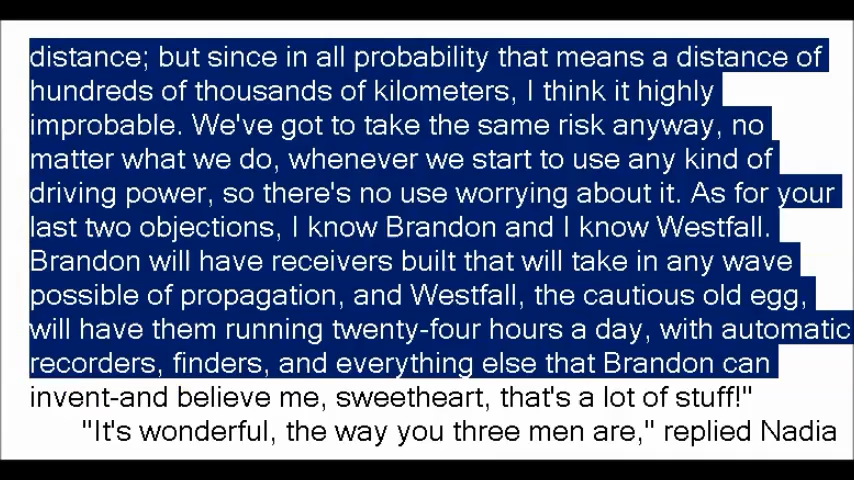 distance; but since in all probability that means a distance of
hundreds of thousands of kilometers, I think it highly
improbable. We've got to take the same risk anyway, no
matter what we do, whenever we start to use any kind of
driving power, so there's no use worrying about it. As for your
last two objections, I know Brandon and I know Westfall.
Brandon will have receivers built that will take in any wave
possible of propagation, and Westfall, the cautious old egg,
will have them running twenty-four hours a day, with automatic
recorders, finders, and everything else that Brandon can
invent-and believe me, sweetheart, that's a lot of stuff!"
"It's wonderful, the way you three men are," replied Nadia